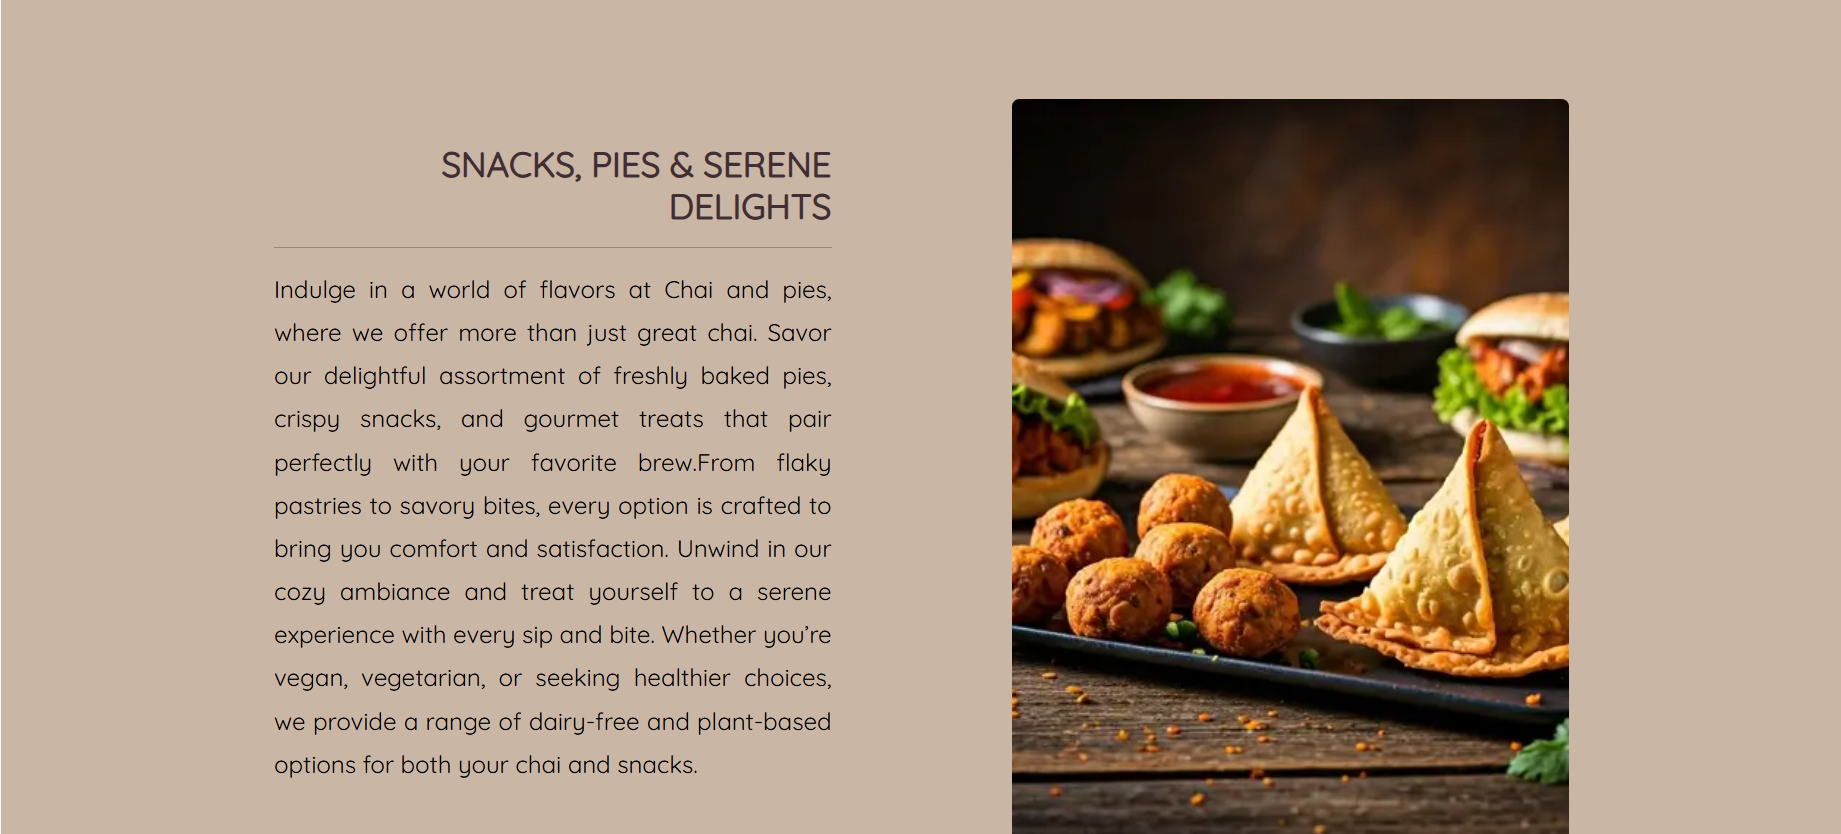 SNACKS, PIES & SERENE
DELIGHTS
Indulge in a world of flavors at Chai and pies,
where we offer more than just great chai. Savor
our delightful assortment of freshly baked pies,
crispy snacks, and gourmet treats that pair
perfectly with your favorite brew.From flaky
pastries to savory bites, every option is crafted to
bring you comfort and satisfaction. Unwind in our
cozy ambiance and treat yourself to a serene
experience with every sip and bite. Whether you’re
vegan, vegetarian, or seeking healthier choices,
we provide a range of dairy-free and plant-based
options for both your chai and snacks.